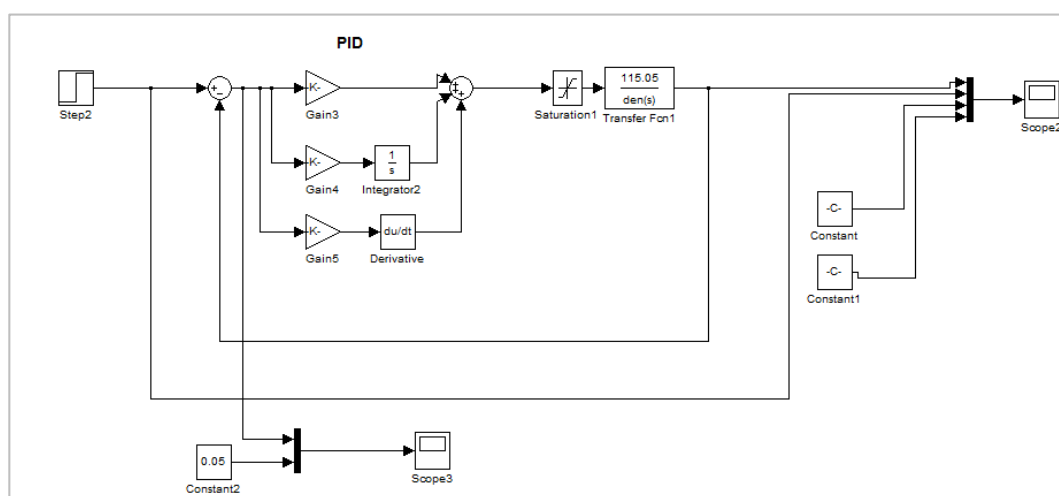 PID
Step2
+
-
-K-
Gain3
+
+
+
Saturation1
115.05
den(s)
Transfer Fcn1
Scope2
-K-
Gain4
1
s
Integrator2
-K-
Gain5
du/dt
Derivative
-C-
Constant
-C-
Constant1
0.05
Constant2
Scope3